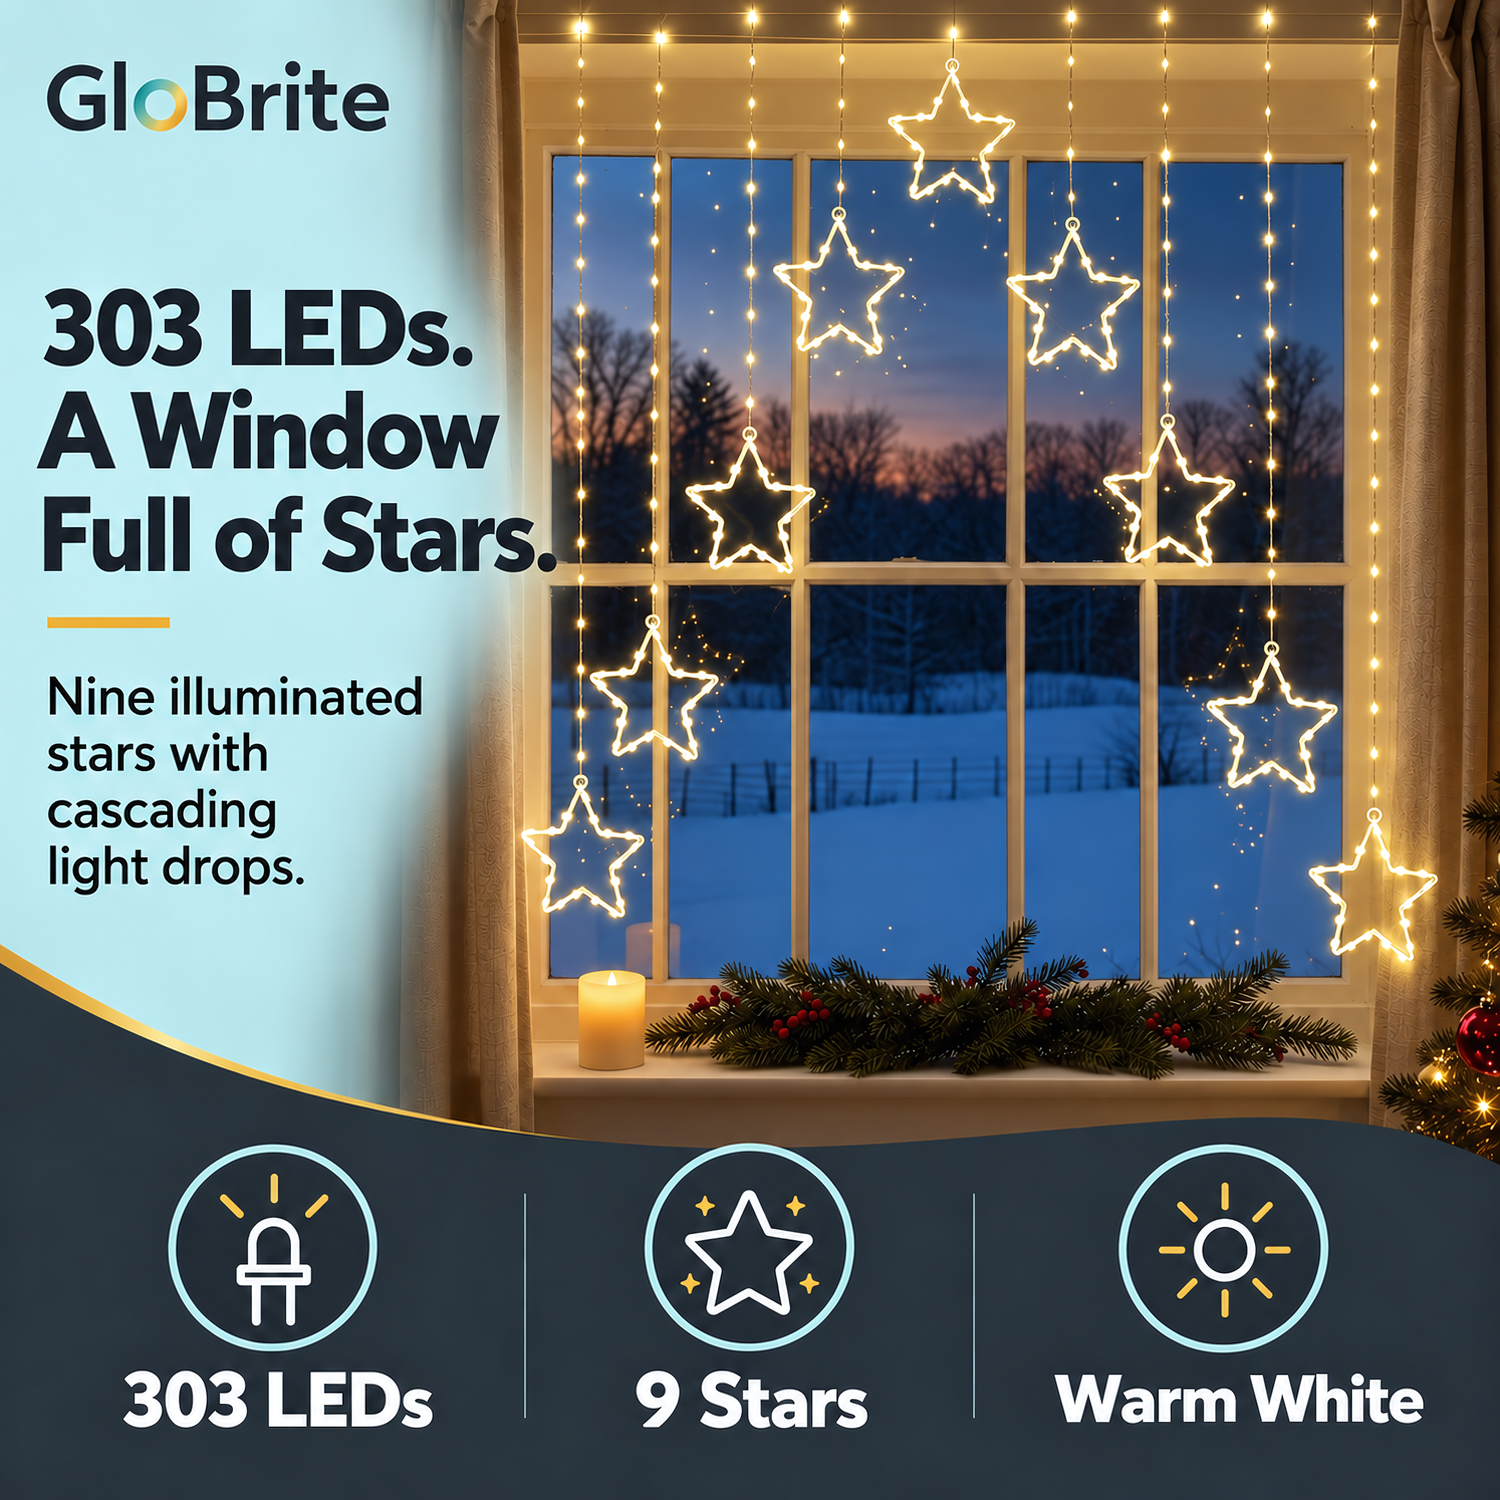 GloBrite
303 LEDs.
A Window
Full of Stars.
Nine illuminated
stars with
cascading
light drops.
303 LEDs
9 Stars
Warm White